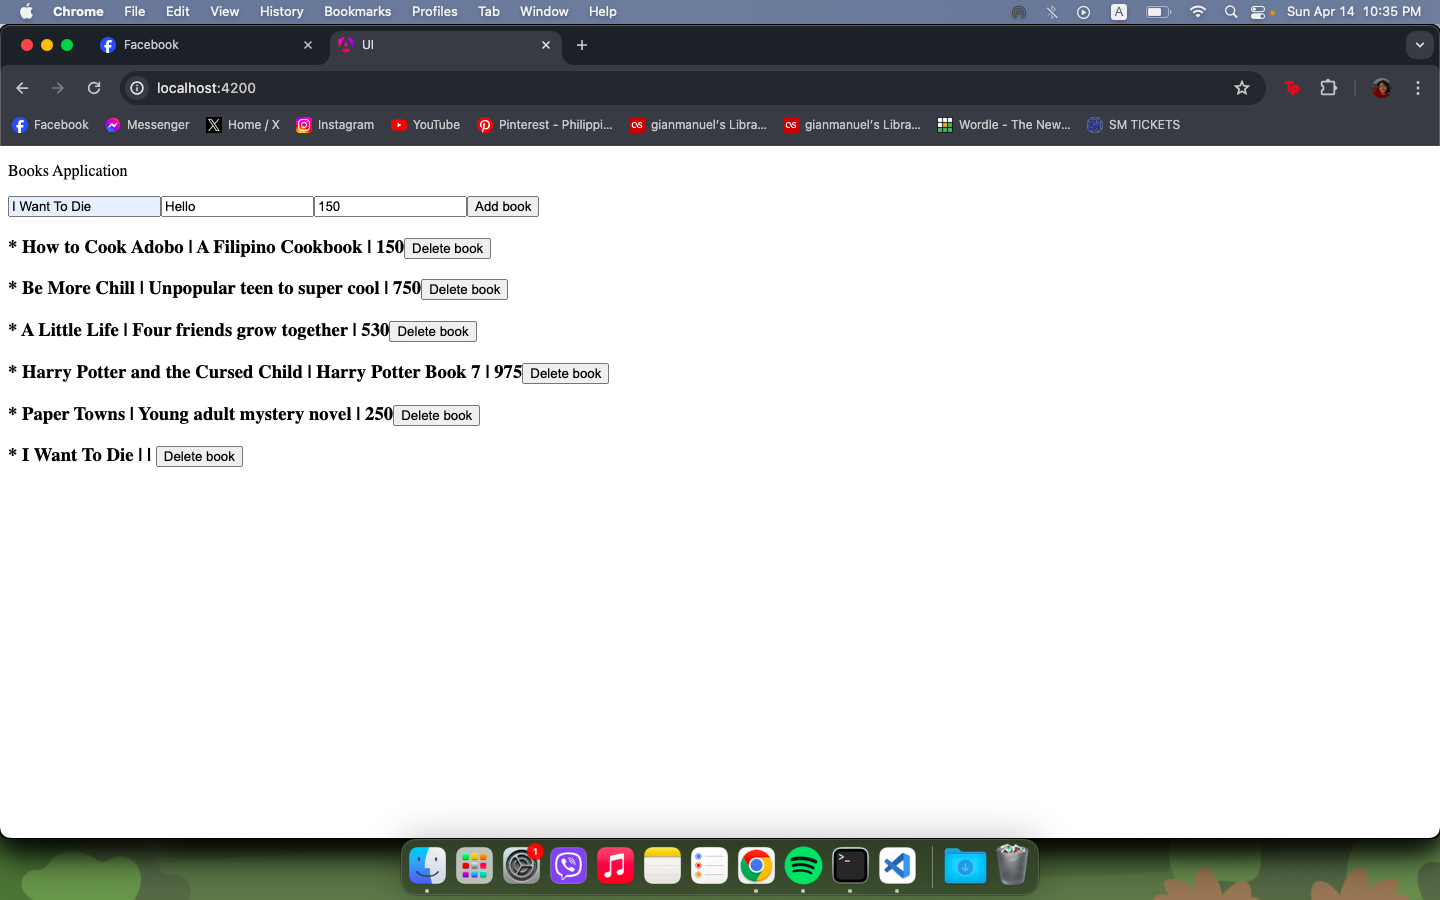 Chrome File Edit View History Bookmarks Profiles Tab Window Help A Sun Apr 14 10:35 PM
Facebook UI
localhost:4200 Tp
Facebook Messenger Home / X Instagram YouTube Pinterest - Philippi... gianmanuel's Libra... gianmanuel's Libra... Wordle - The New... SM TICKETS
Books Application
I Want To Die Hello 150 Add book
* How to Cook Adobo | A Filipino Cookbook | 150 Delete book
* Be More Chill | Unpopular teen to super cool | 750 Delete book
* A Little Life | Four friends grow together | 530 Delete book
* Harry Potter and the Cursed Child | Harry Potter Book 7 | 975 Delete book
* Paper Towns | Young adult mystery novel | 250 Delete book
* I Want To Die | | Delete book
1